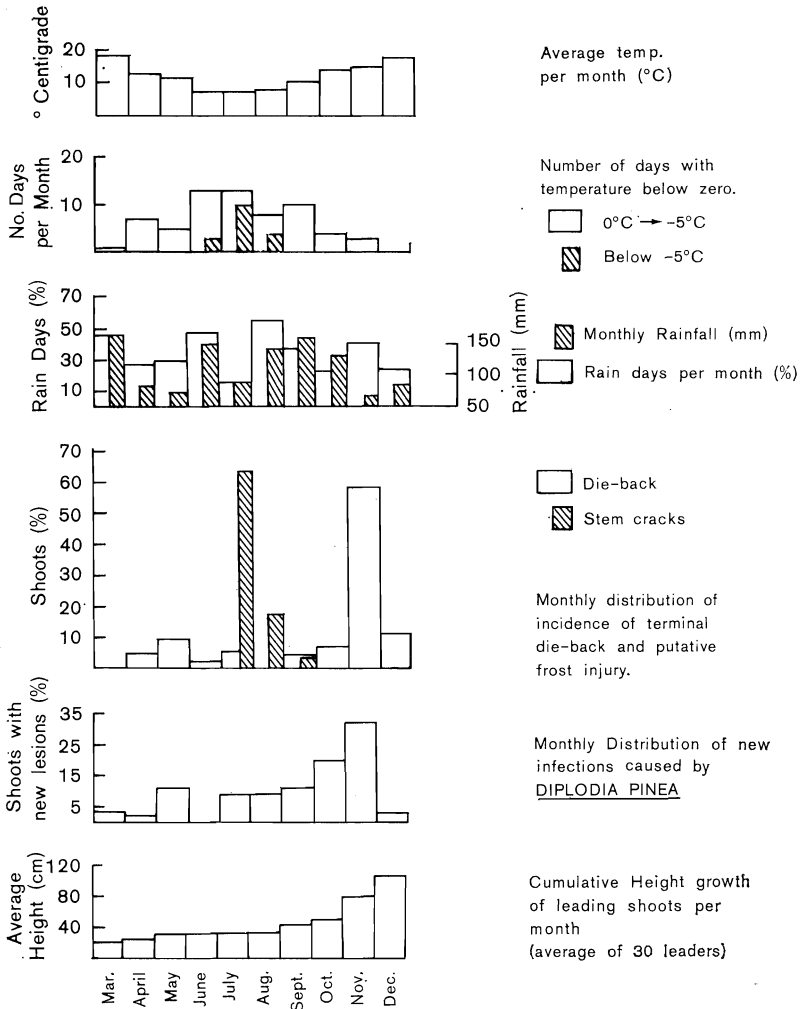 ° Centigrade
20
10
Average temp.
per month (°C)
No. Days
per Month
20
10
Number of days with
temperature below zero.
0°C → -5°C
Below -5°C
Rain Days (%)
70
50
30
10
150
100
50
Rainfall (mm)
Monthly Rainfall (mm)
Rain days per month (%)
Shoots (%)
70
60
50
40
30
20
10
Die-back
Stem cracks
Monthly distribution of
incidence of terminal
die-back and putative
frost injury.
Shoots with
new lesions (%)
35
25
15
5
Monthly Distribution of new
infections caused by
DIPLODIA PINEA
Average
Height (cm)
120
80
40
Cumulative Height growth
of leading shoots per
month
(average of 30 leaders)
Mar. April May June July Aug. Sept. Oct. Nov. Dec.